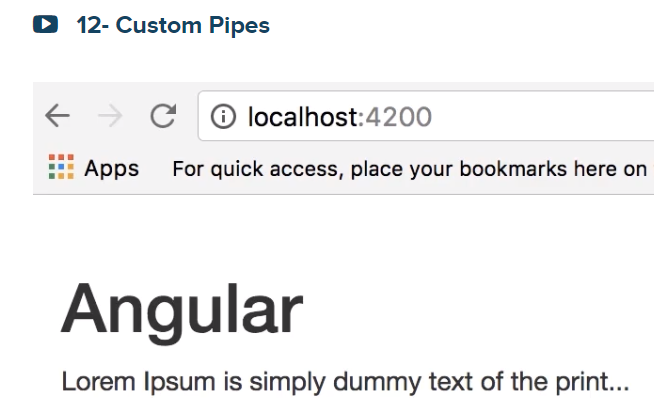 12- Custom Pipes
localhost:4200
Apps For quick access, place your bookmarks here on
Angular
Lorem Ipsum is simply dummy text of the print...